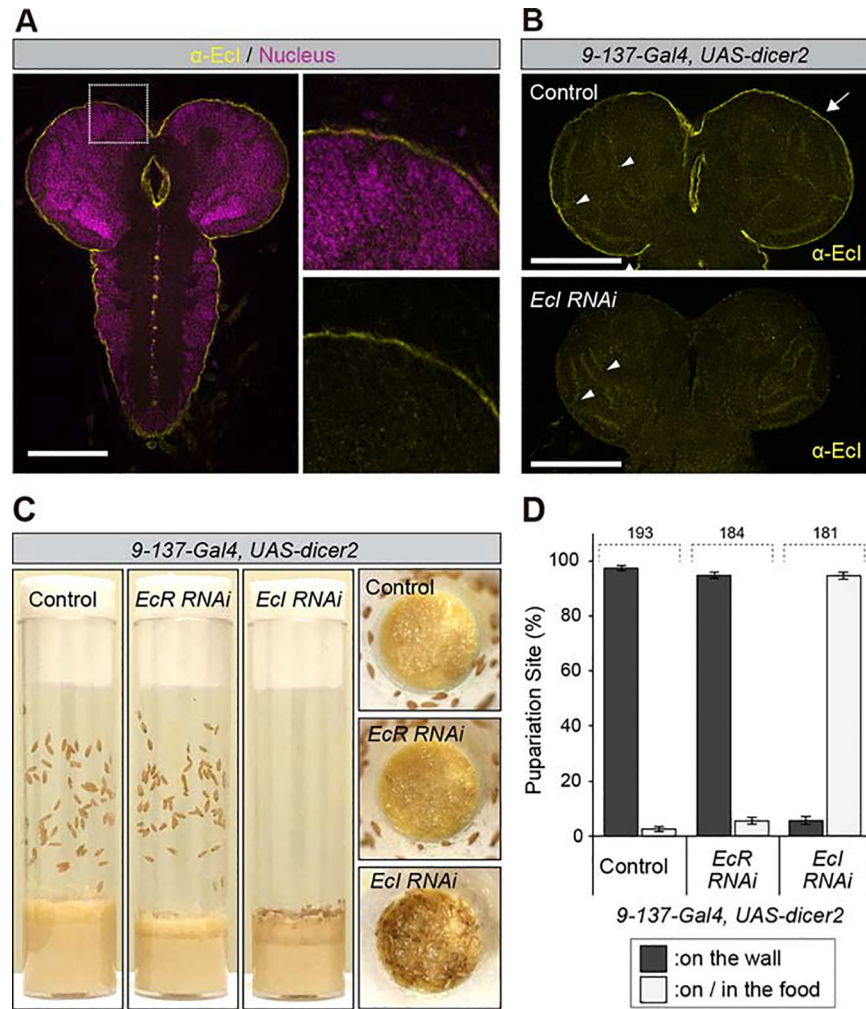 A
α-EcI / Nucleus
B
9-137-Gal4, UAS-dicer2
Control
α-EcI
EcI RNAi
α-EcI
C
9-137-Gal4, UAS-dicer2
Control
EcR RNAi
EcI RNAi
Control
EcR RNAi
EcI RNAi
D
193
184
181
100
80
60
40
20
0
Pupariation Site (%)
Control
EcR
RNAi
EcI
RNAi
9-137-Gal4, UAS-dicer2
:on the wall
:on / in the food